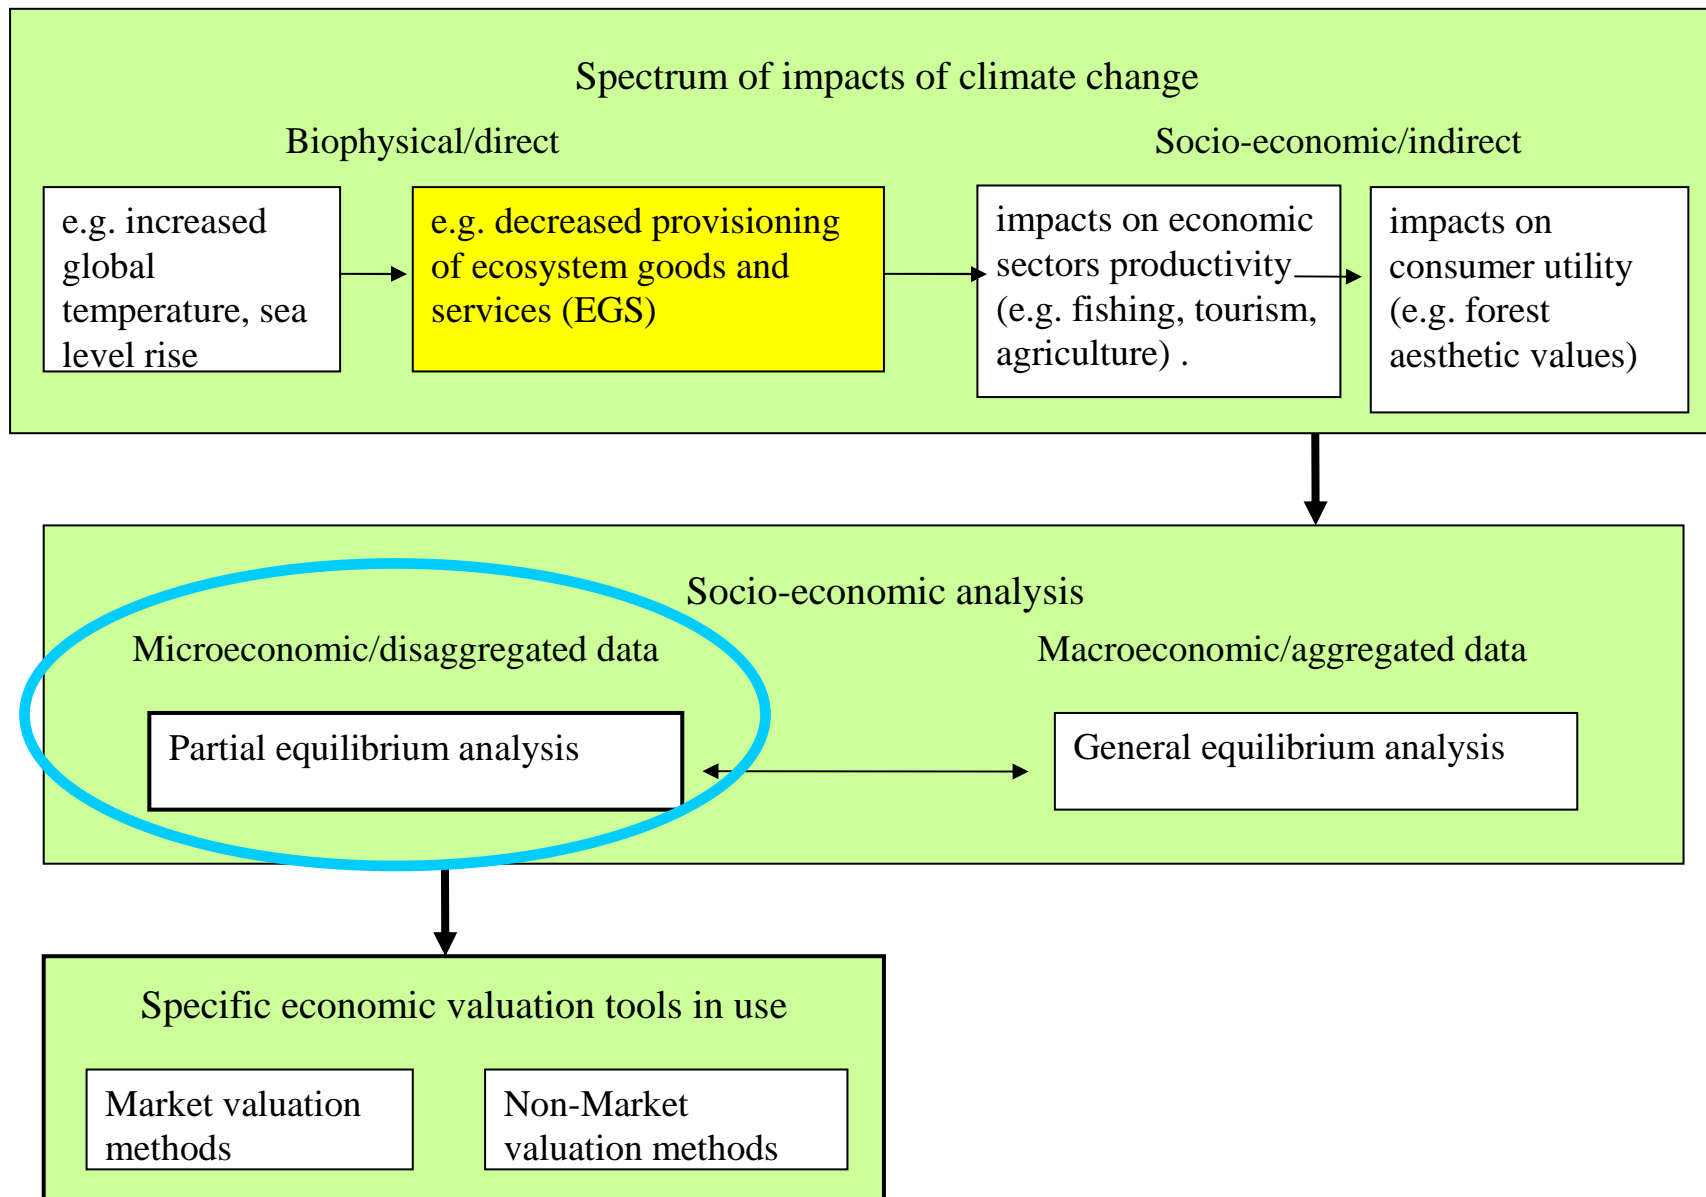 Spectrum of impacts of climate change
Biophysical/direct
Socio-economic/indirect
e.g. increased
global
temperature, sea
level rise
e.g. decreased provisioning
of ecosystem goods and
services (EGS)
impacts on economic
sectors productivity
(e.g. fishing, tourism,
agriculture) .
impacts on
consumer utility
(e.g. forest
aesthetic values)
Socio-economic analysis
Microeconomic/disaggregated data
Macroeconomic/aggregated data
Partial equilibrium analysis
General equilibrium analysis
Specific economic valuation tools in use
Market valuation
methods
Non-Market
valuation methods